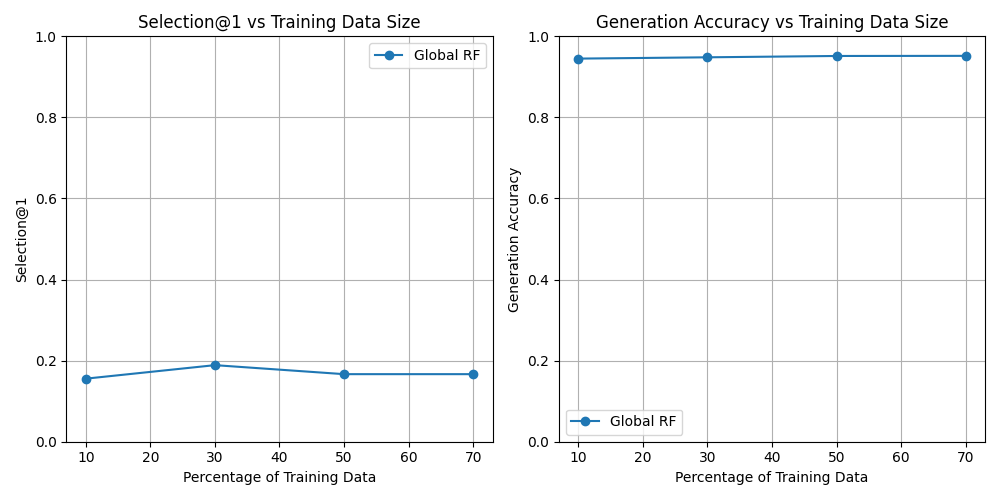 Selection@1 vs Training Data Size
Selection@1
1.0
0.8
0.6
0.4
0.2
0.0
Global RF
10 20 30 40 50 60 70
Percentage of Training Data
Generation Accuracy vs Training Data Size
Generation Accuracy
1.0
0.8
0.6
0.4
0.2
0.0
Global RF
10 20 30 40 50 60 70
Percentage of Training Data